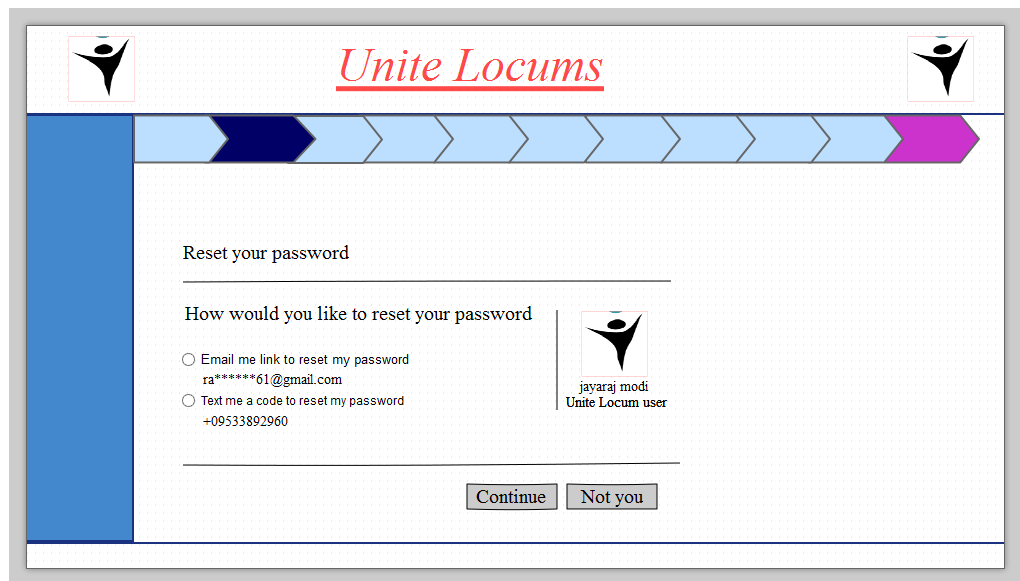 Unite Locums
Reset your password
How would you like to reset your password
Email me link to reset my password
ra******61@gmail.com
Text me a code to reset my password
+09533892960
jayaraj modi
Unite Locum user
Continue
Not you